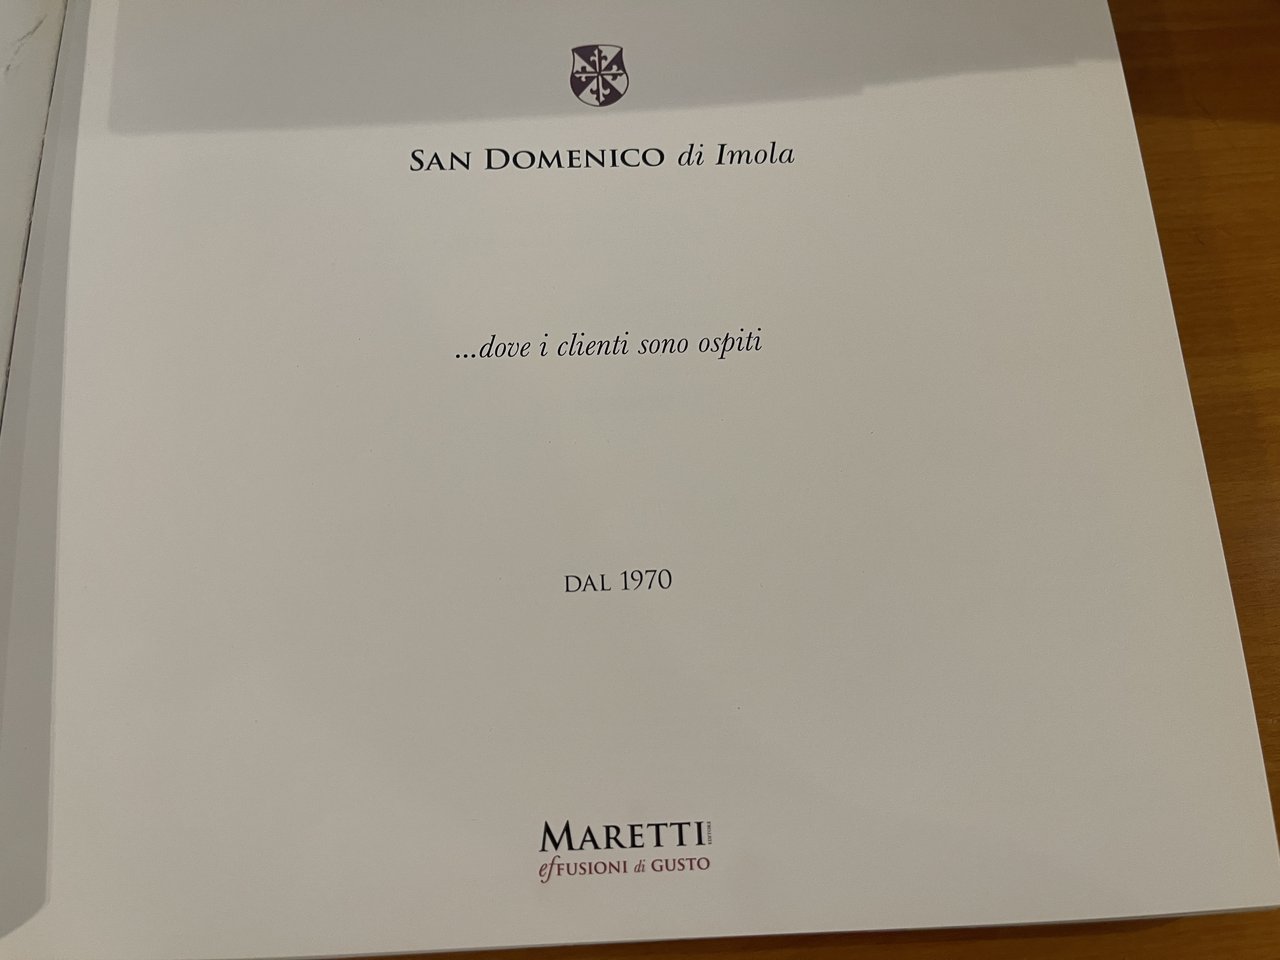 SAN DOMENICO di Imola
...dove i clienti sono ospiti
DAL 1970
MARETTI
efFUSIONI di GUSTO